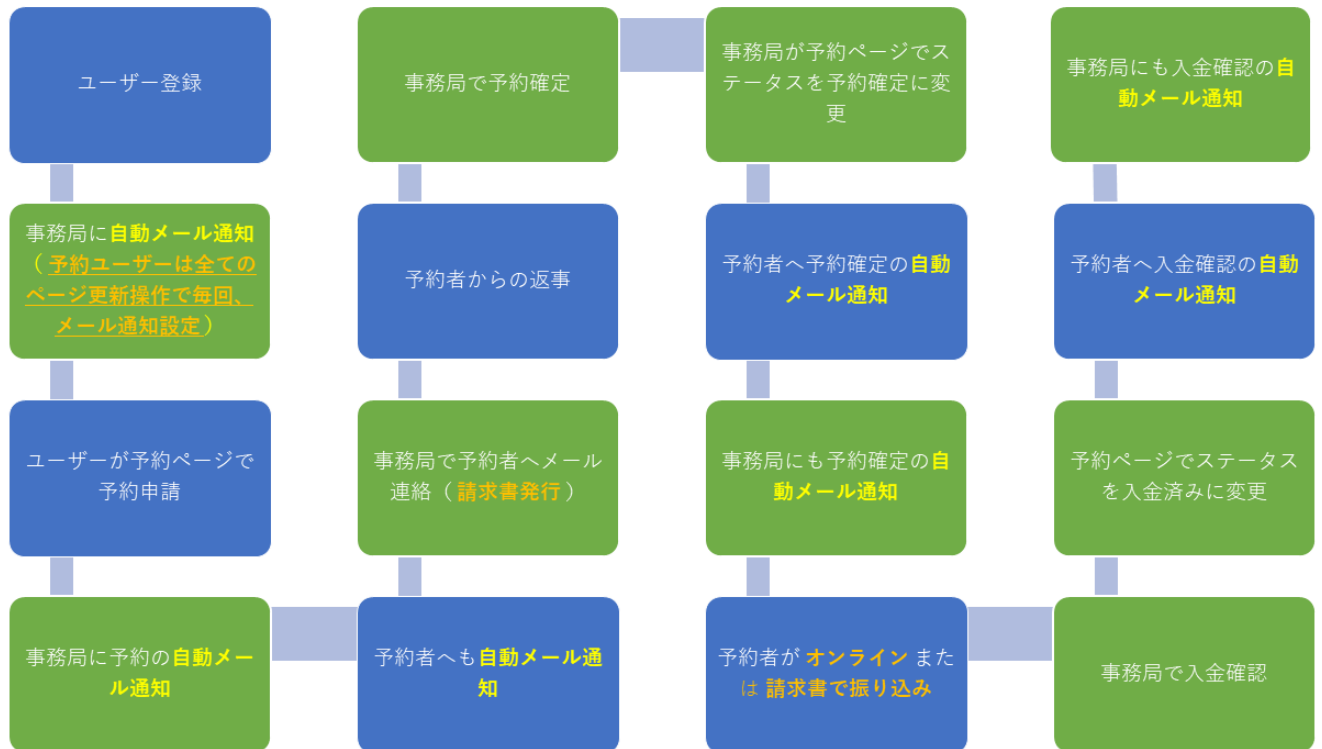 ユーザー登録
事務局に自動メール通知
（予約ユーザーは全ての
ページ更新操作で毎回、
メール通知設定）
ユーザーが予約ページで
予約申請
事務局に予約の自動メー
ル通知
予約者へも自動メール通
知
事務局で予約者へメール
連絡（請求書発行）
予約者からの返事
事務局で予約確定
事務局が予約ページでス
テータスを予約確定に変
更
予約者へ予約確定の自動
メール通知
事務局にも予約確定の自
動メール通知
予約者がオンラインまた
は請求書で振り込み
事務局で入金確認
予約ページでステータス
を入金済みに変更
予約者へ入金確認の自動
メール通知
事務局にも入金確認の自
動メール通知